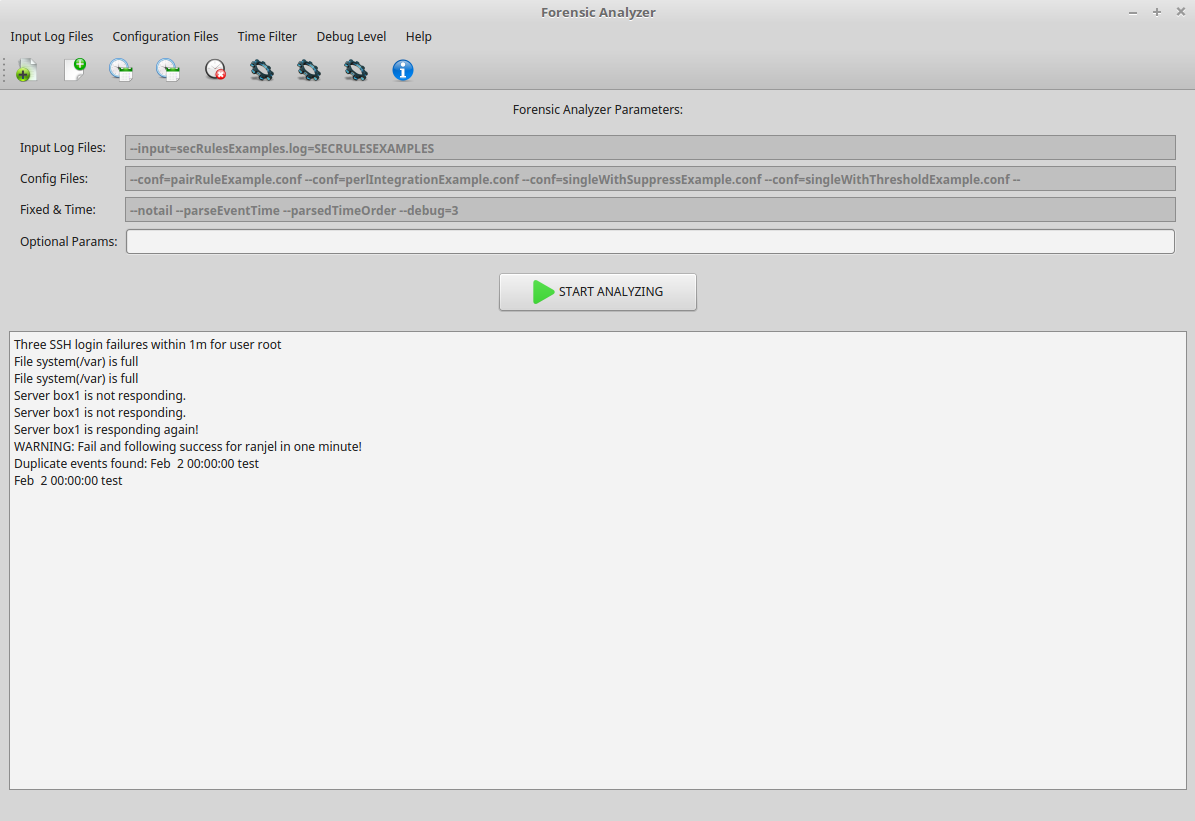 Forensic Analyzer
Input Log Files Configuration Files Time Filter Debug Level Help
Forensic Analyzer Parameters:
Input Log Files: --input=secRulesExamples.log=SECRULESEXAMPLES
Config Files: --conf=pairRuleExample.conf --conf=perlIntegrationExample.conf --conf=singleWithSuppressExample.conf --conf=singleWithThresholdExample.conf --
Fixed & Time: --notail --parseEventTime --parsedTimeOrder --debug=3
Optional Params:
START ANALYZING
Three SSH login failures within 1m for user root
File system(/var) is full
File system(/var) is full
Server box1 is not responding.
Server box1 is not responding.
Server box1 is responding again!
WARNING: Fail and following success for ranjel in one minute!
Duplicate events found: Feb  2 00:00:00 test
Feb  2 00:00:00 test